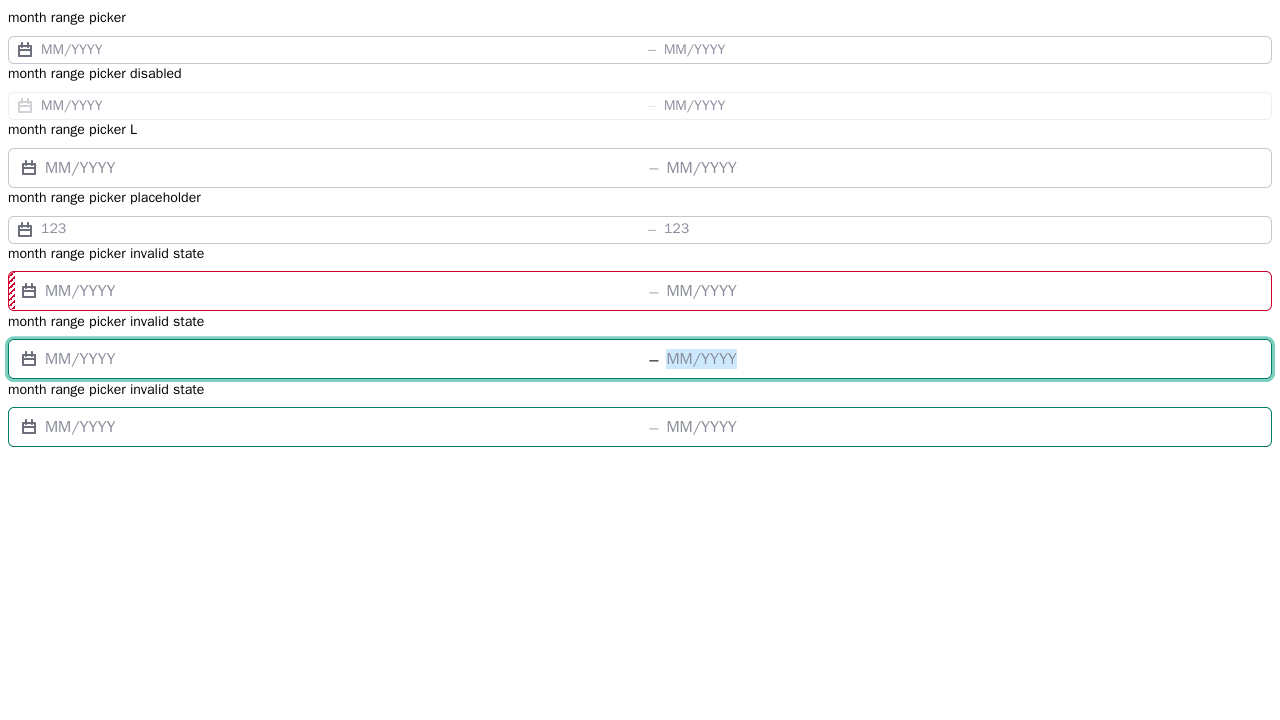 month range picker
MM/YYYY – MM/YYYY
month range picker disabled
MM/YYYY – MM/YYYY
month range picker L
MM/YYYY – MM/YYYY
month range picker placeholder
123 – 123
month range picker invalid state
MM/YYYY – MM/YYYY
month range picker invalid state
MM/YYYY – MM/YYYY
month range picker invalid state
MM/YYYY – MM/YYYY